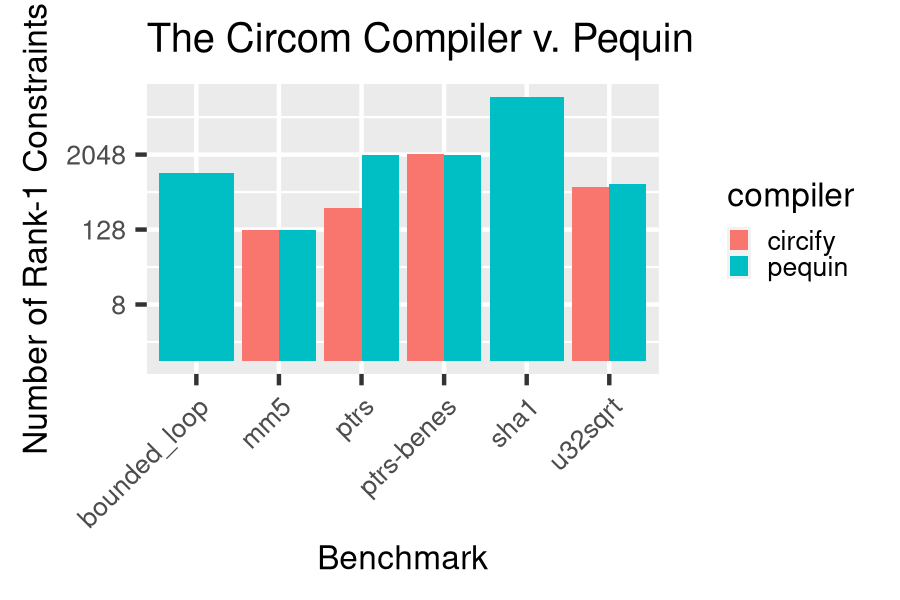 The Circom Compiler v. Pequin
Number of Rank-1 Constraints
2048
128
8
bounded_loop
mm5
ptrs
ptrs-benes
sha1
u32sqrt
Benchmark
compiler
circify
pequin